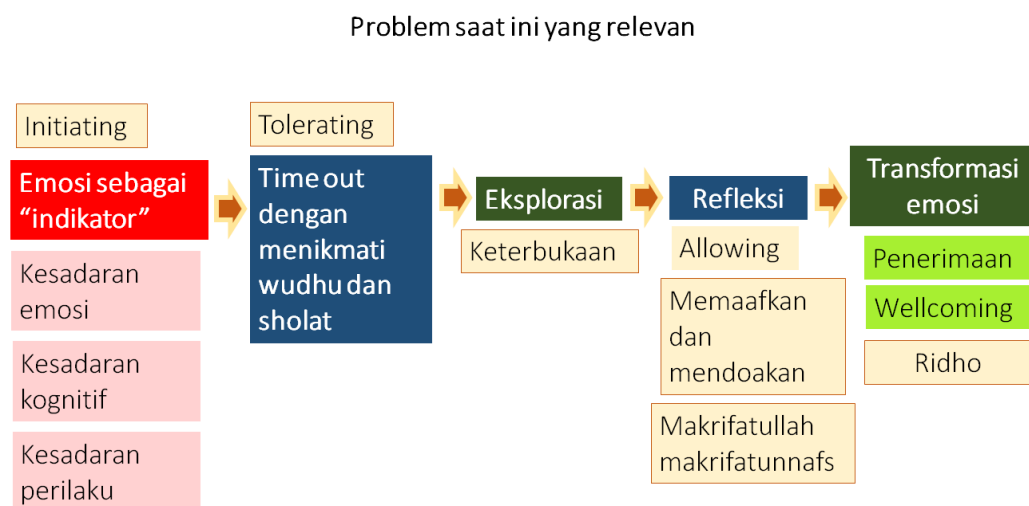 Problem saat ini yang relevan
Initiating
Emosi sebagai
“indikator”
Kesadaran
emosi
Kesadaran
kognitif
Kesadaran
perilaku
Tolerating
Time out
dengan
menikmati
wudhu dan
sholat
Eksplorasi
Keterbukaan
Refleksi
Allowing
Memaafkan
dan
mendoakan
Makrifatullah
makrifatunnafs
Transformasi
emosi
Penerimaan
Wellcoming
Ridho